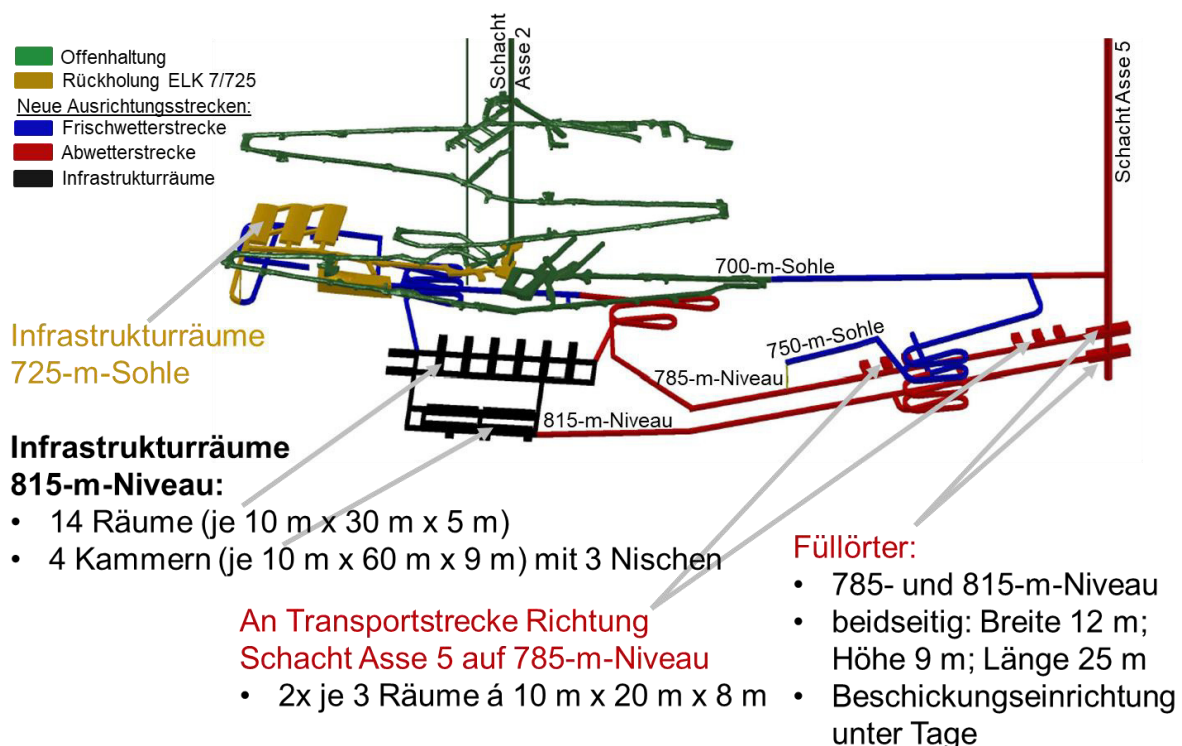 Offenhaltung
Rückholung ELK 7/725
Neue Ausrichtungsstrecken:
Frischwetterstrecke
Abwetterstrecke
Infrastrukturräume
Schacht
Asse 2
Schacht Asse 5
700-m-Sohle
750-m-Sohle
785-m-Niveau
815-m-Niveau
Infrastrukturräume
725-m-Sohle
Infrastrukturräume
815-m-Niveau:
• 14 Räume (je 10 m x 30 m x 5 m)
• 4 Kammern (je 10 m x 60 m x 9 m) mit 3 Nischen
An Transportstrecke Richtung
Schacht Asse 5 auf 785-m-Niveau
• 2x je 3 Räume á 10 m x 20 m x 8 m
Füllörter:
• 785- und 815-m-Niveau
• beidseitig: Breite 12 m;
Höhe 9 m; Länge 25 m
• Beschickungseinrichtung
unter Tage